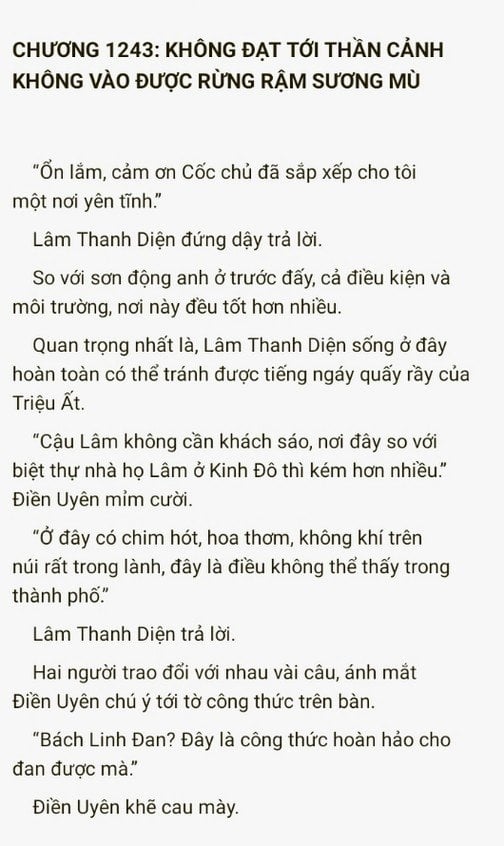 CHƯƠNG 1243: KHÔNG ĐẠT TỚI THẦN CẢNH
KHÔNG VÀO ĐƯỢC RỪNG RẬM SƯƠNG MÙ
“Ổn lắm, cảm ơn Cốc chủ đã sắp xếp cho tôi
một nơi yên tĩnh.”
Lâm Thanh Diện đứng dậy trả lời.
So với sơn động anh ở trước đấy, cả điều kiện và
môi trường, nơi này đều tốt hơn nhiều.
Quan trọng nhất là, Lâm Thanh Diện sống ở đây
hoàn toàn có thể tránh được tiếng ngáy quấy rầy của
Triệu Ất.
“Cậu Lâm không cần khách sáo, nơi đây so với
biệt thự nhà họ Lâm ở Kinh Đô thì kém hơn nhiều.”
Điền Uyên mỉm cười.
“Ở đây có chim hót, hoa thơm, không khí trên
núi rất trong lành, đây là điều không thể thấy trong
thành phố.”
Lâm Thanh Diện trả lời.
Hai người trao đổi với nhau vài câu, ánh mắt
Điền Uyên chú ý tới tờ công thức trên bàn.
“Bách Linh Đan? Đây là công thức hoàn hảo cho
đan được mà.”
Điền Uyên khẽ cau mày.